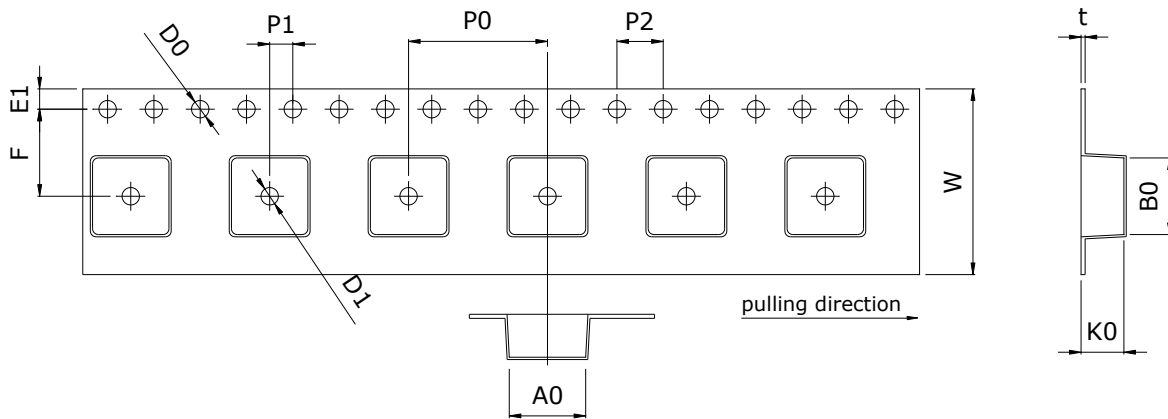 P1
P0
P2
t
D0
E1
F
W
B0
D1
pulling direction
K0
A0